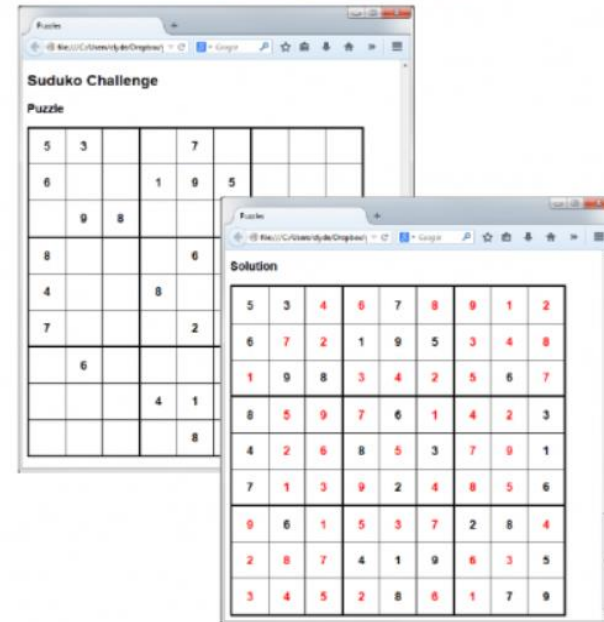 Puzzles
Google
Suduko Challenge
Puzzle
5 3 7
6 1 9 5
9 8
8 6
4 8
7 2
6
4 1
8
Puzzles
Google
Solution
5 3 4 6 7 8 9 1 2
6 7 2 1 9 5 3 4 8
1 9 8 3 4 2 5 6 7
8 5 9 7 6 1 4 2 3
4 2 6 8 5 3 7 9 1
7 1 3 9 2 4 8 5 6
9 6 1 5 3 7 2 8 4
2 8 7 4 1 9 6 3 5
3 4 5 2 8 6 1 7 9